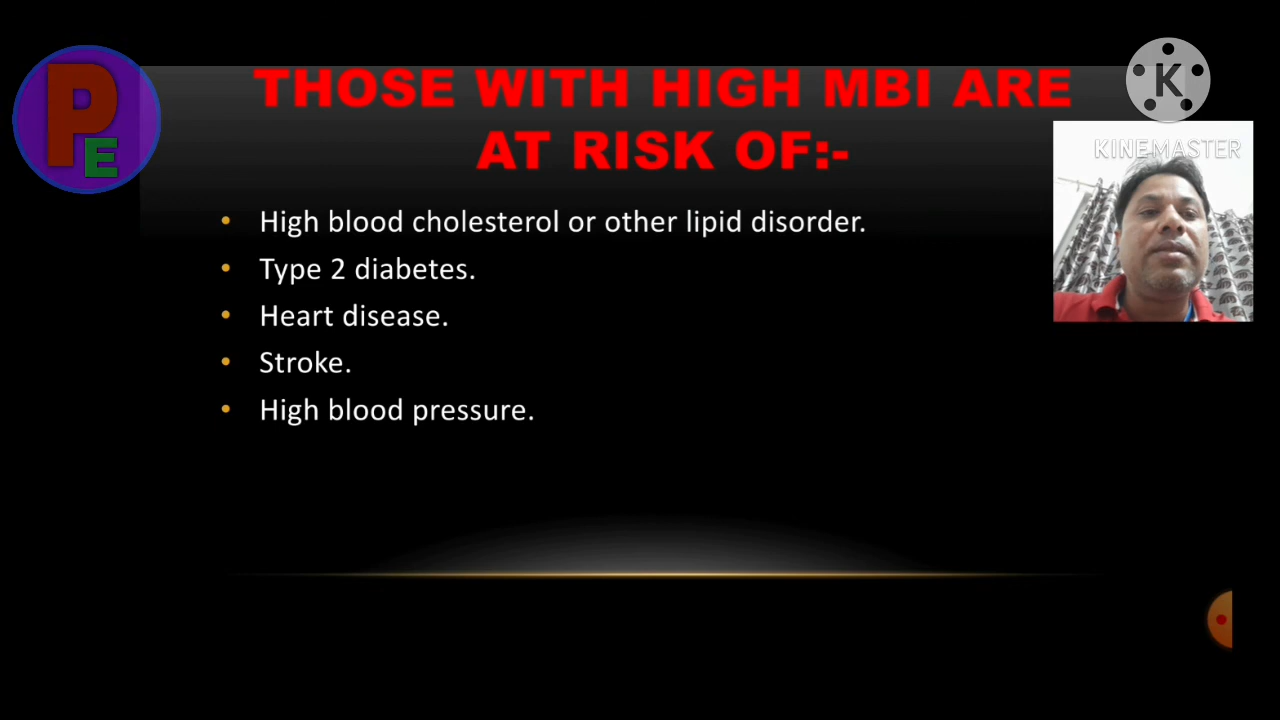 P
E
THOSE WITH HIGH MBI ARE
AT RISK OF:-
K
KINEMASTER
• High blood cholesterol or other lipid disorder.
• Type 2 diabetes.
• Heart disease.
• Stroke.
• High blood pressure.